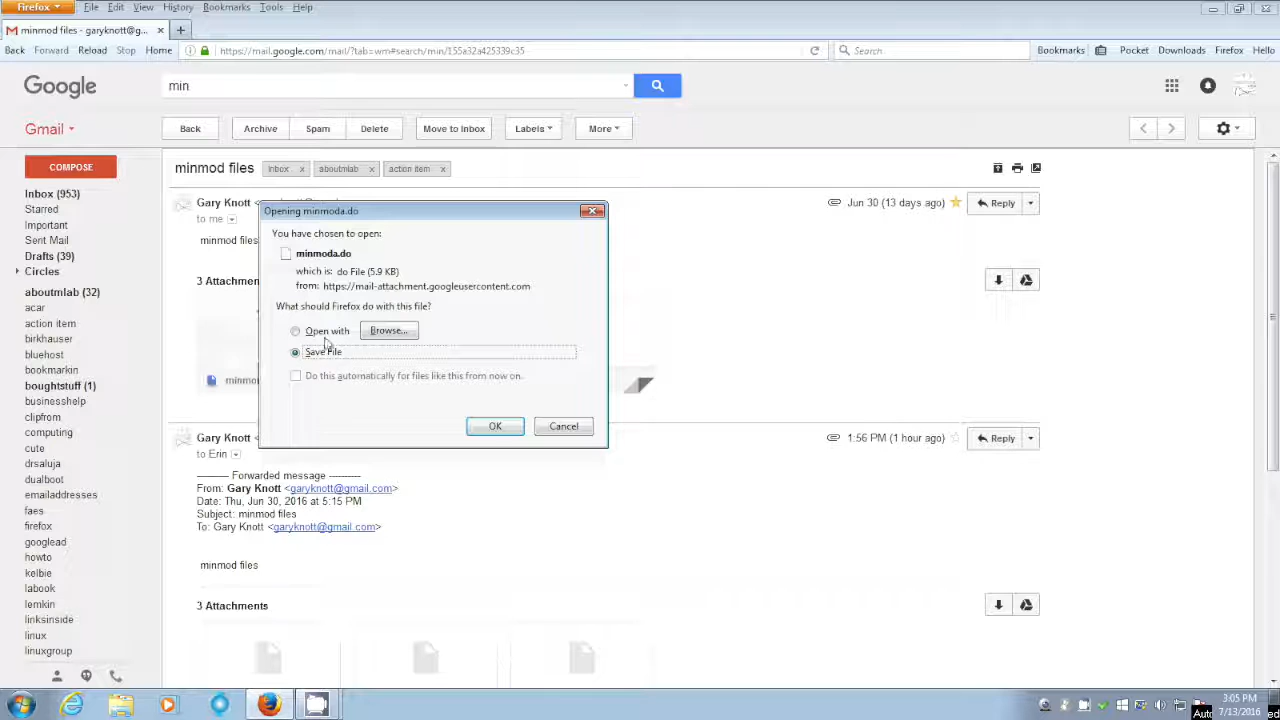 Firefox File Edit View History Bookmarks Tools Help
minmod files - garyknott@g...
Back Forward Reload Stop Home https://mail.google.com/mail/?tab=wm#search/min/155a32a425339c35 Search Bookmarks Pocket Downloads Firefox Hello
Google min
Gmail Back Archive Spam Delete Move to Inbox Labels More
COMPOSE
minmod files Inbox x aboutmlab x action item x
Inbox (953)
Starred
Important
Sent Mail
Drafts (39)
Circles
aboutmlab (32)
acar
action item
birkhauser
bluehost
bookmarkin
boughtstuff (1)
businesshelp
clipfrom
computing
cute
drsaluja
dualboot
emailaddresses
faes
firefox
googlead
howto
kelbie
labook
lemkin
linksinside
linux
linuxgroup
Gary Knott Jun 30 (13 days ago) Reply
to me
minmod files
3 Attachments
minmo
Opening minmoda.do
You have chosen to open:
minmoda.do
which is: do File (5.9 KB)
from: https://mail-attachment.googleusercontent.com
What should Firefox do with this file?
Open with Browse...
Save File
Do this automatically for files like this from now on.
OK Cancel
Gary Knott 1:56 PM (1 hour ago) Reply
to Erin
---------- Forwarded message ----------
From: Gary Knott <garyknott@gmail.com>
Date: Thu, Jun 30, 2016 at 5:15 PM
Subject: minmod files
To: Gary Knott <garyknott@gmail.com>
minmod files
3 Attachments
3:05 PM
7/13/2016